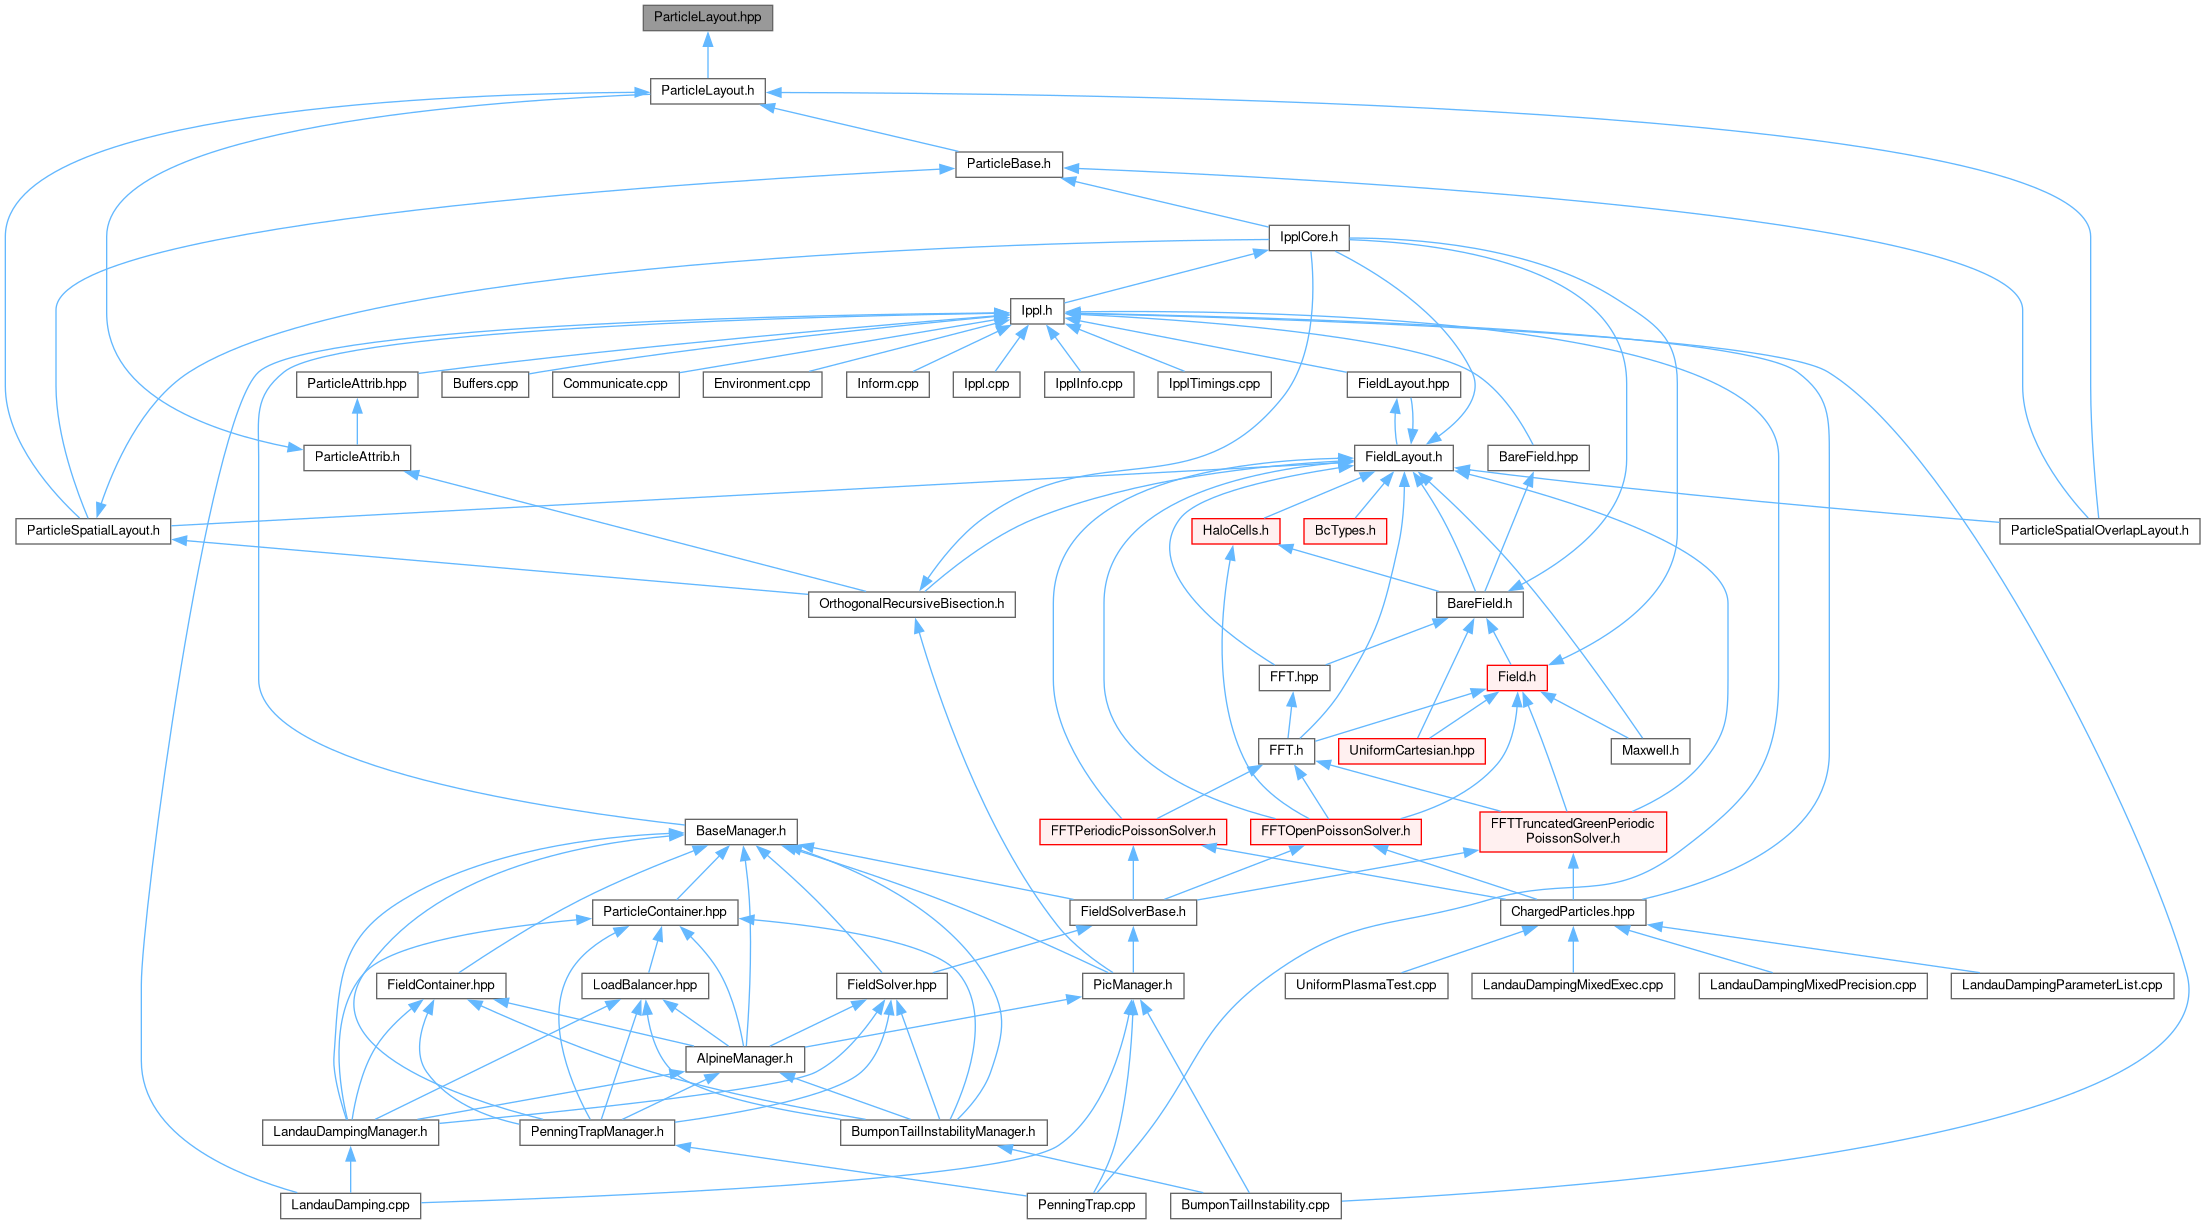 ParticleLayout.hpp
ParticleLayout.h
ParticleBase.h
IpplCore.h
Ippl.h
ParticleAttrib.hpp
Buffers.cpp
Communicate.cpp
Environment.cpp
Inform.cpp
Ippl.cpp
IpplInfo.cpp
IpplTimings.cpp
FieldLayout.hpp
ParticleAttrib.h
FieldLayout.h
BareField.hpp
ParticleSpatialLayout.h
HaloCells.h
BcTypes.h
ParticleSpatialOverlapLayout.h
OrthogonalRecursiveBisection.h
BareField.h
FFT.hpp
Field.h
FFT.h
UniformCartesian.hpp
Maxwell.h
BaseManager.h
FFTPeriodicPoissonSolver.h
FFTOpenPoissonSolver.h
FFTTruncatedGreenPeriodic
PoissonSolver.h
ParticleContainer.hpp
FieldSolverBase.h
ChargedParticles.hpp
FieldContainer.hpp
LoadBalancer.hpp
FieldSolver.hpp
PicManager.h
UniformPlasmaTest.cpp
LandauDampingMixedExec.cpp
LandauDampingMixedPrecision.cpp
LandauDampingParameterList.cpp
AlpineManager.h
LandauDampingManager.h
PenningTrapManager.h
BumponTailInstabilityManager.h
LandauDamping.cpp
PenningTrap.cpp
BumponTailInstability.cpp